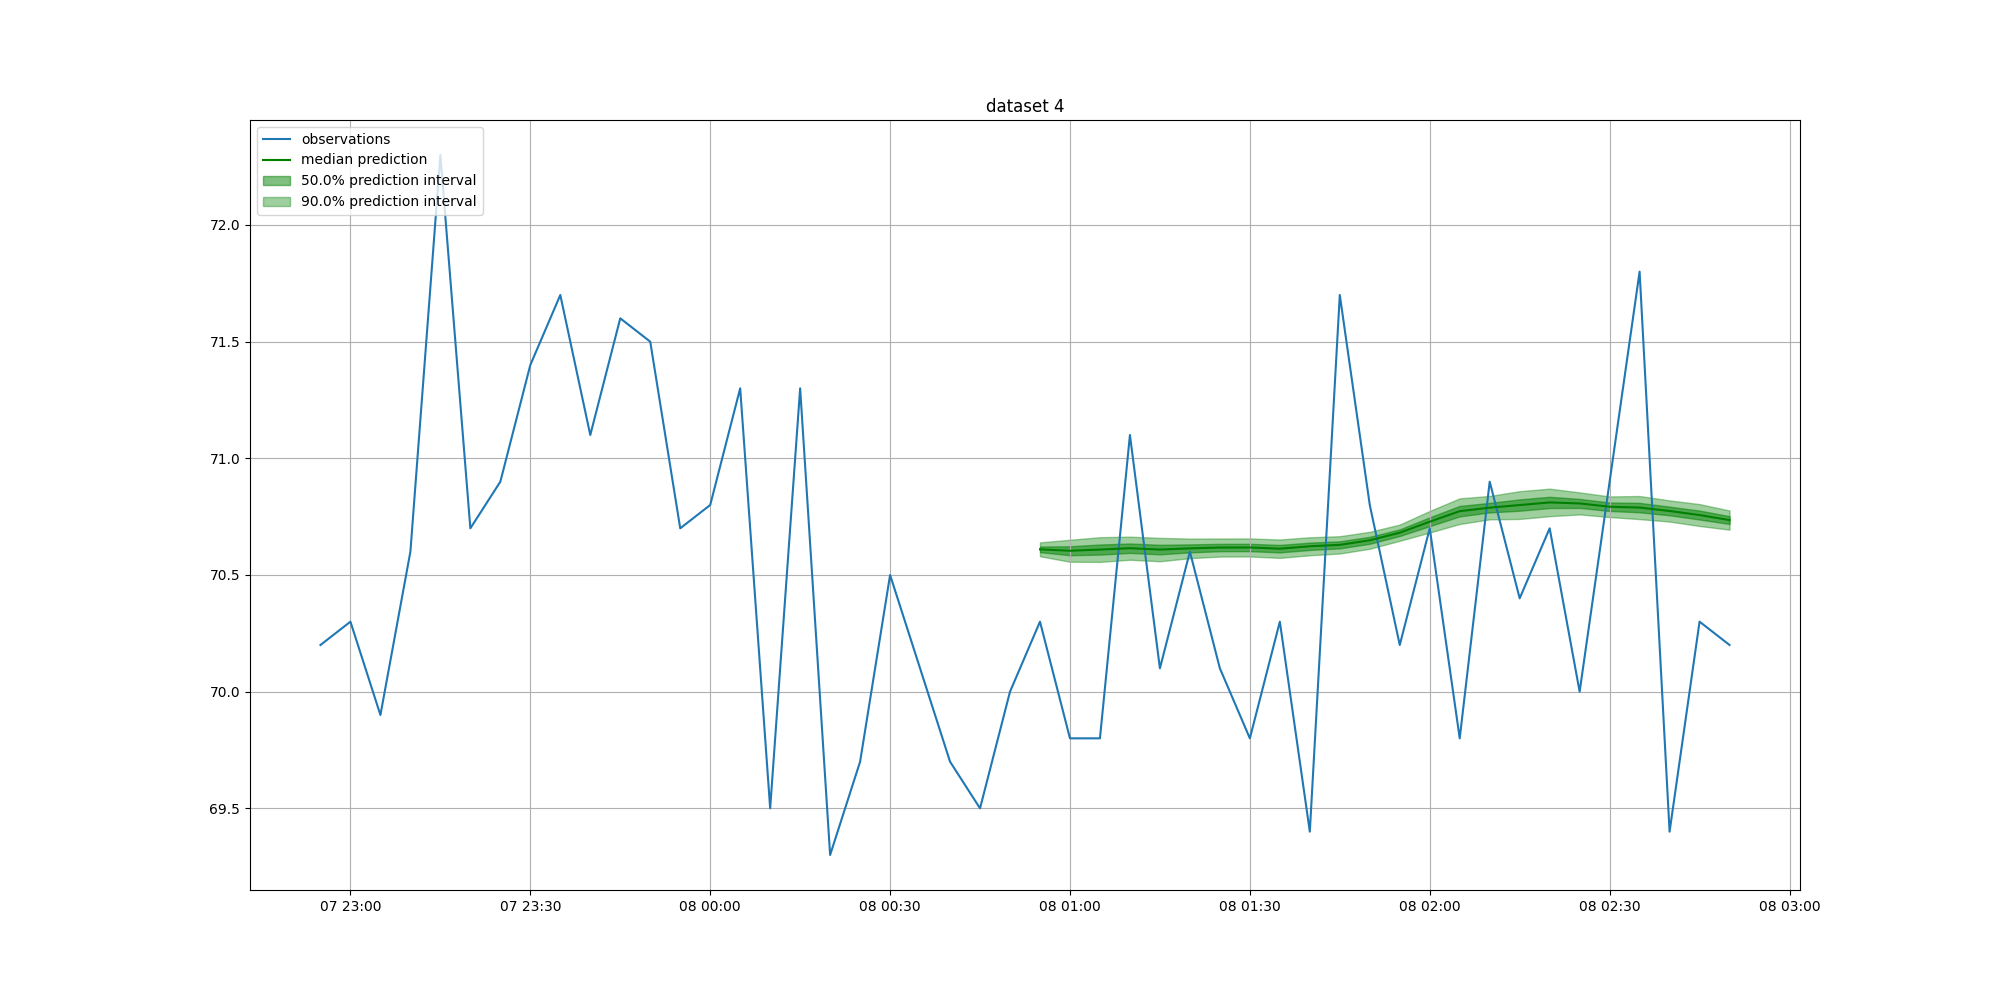 dataset 4
observations
median prediction
50.0% prediction interval
90.0% prediction interval
72.0
71.5
71.0
70.5
70.0
69.5
07 23:00 07 23:30 08 00:00 08 00:30 08 01:00 08 01:30 08 02:00 08 02:30 08 03:00